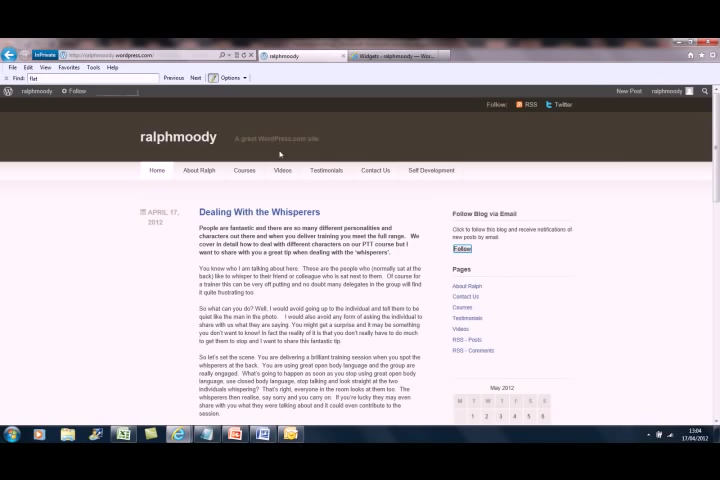 InPrivate http://ralphmoody.wordpress.com ralphmoody Widgets ‹ ralphmoody — Wor...
File Edit View Favorites Tools Help
Find: flat Previous Next Options
ralphmoody Follow New Post ralphmoody
Follow: RSS Twitter
ralphmoody A great WordPress.com site
Home About Ralph Courses Videos Testimonials Contact Us Self Development
APRIL 17, 2012
Dealing With the Whisperers
People are fantastic and there are so many different personalities and
characters out there and when you deliver training you meet the full range. We
cover in detail how to deal with different characters on our PTT course but I
want to share with you a great tip when dealing with the 'whisperers'.
You know who I am talking about here. These are the people who (normally sat at the
back) like to whisper to their friend or colleague who is sat next to them. Of course for
a trainer this can be very off putting and no doubt many delegates in the group will find
it quite frustrating too.
So what can you do? Well, I would avoid going up to the individual and tell them to be
quiet like the man in the photo. I would also avoid any form of asking the individual to
share with us what they are saying. You might get a surprise and it may be something
you don't want to know! In fact the reality of it is that you don't really have to do much
to get them to stop and I want to share this fantastic tip.
So let's set the scene. You are delivering a brilliant training session when you spot the
whisperers at the back. You are using great open body language and the group are
really engaged. What's going to happen as soon as you stop using great open body
language, use closed body language, stop talking and look straight at the two
individuals whispering? That's right, everyone in the room looks at them too. The
whisperers then realise, say sorry and you carry on. If you're lucky they may even
share with you what they were talking about and it could even contribute to the
session.
Follow Blog via Email
Click to follow this blog and receive notifications of
new posts by email.
Follow
Pages
About Ralph
Contact Us
Courses
Testimonials
Videos
RSS - Posts
RSS - Comments
May 2012
M T W T F S S
1 2 3 4 5 6
13:04
17/04/2012